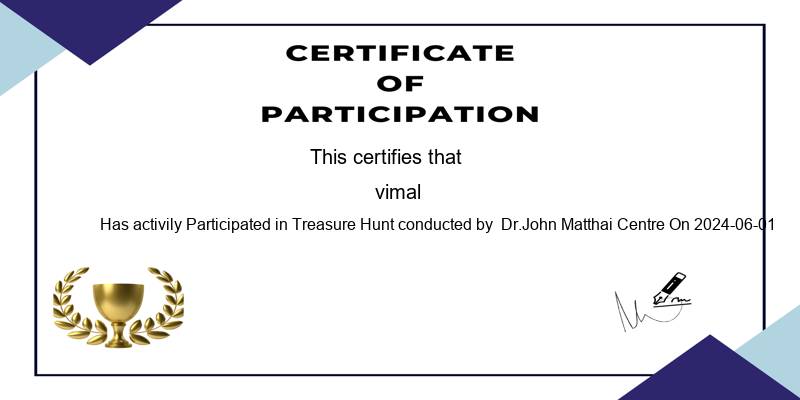 CERTIFICATE
OF
PARTICIPATION
This certifies that
vimal
Has activily Participated in Treasure Hunt conducted by  Dr.John Matthai Centre On 2024-06-01